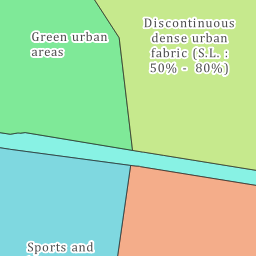 Green urban
areas
Discontinuous
dense urban
fabric (S.L. :
50% - 80%)
Sports and